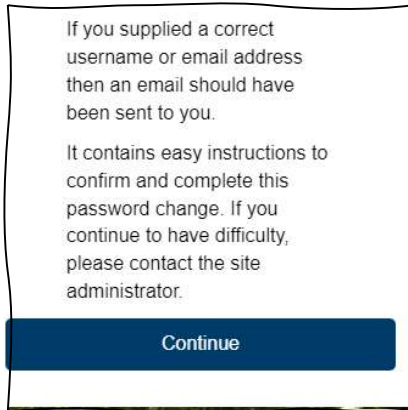 If you supplied a correct
username or email address
then an email should have
been sent to you.
It contains easy instructions to
confirm and complete this
password change. If you
continue to have difficulty,
please contact the site
administrator.
Continue